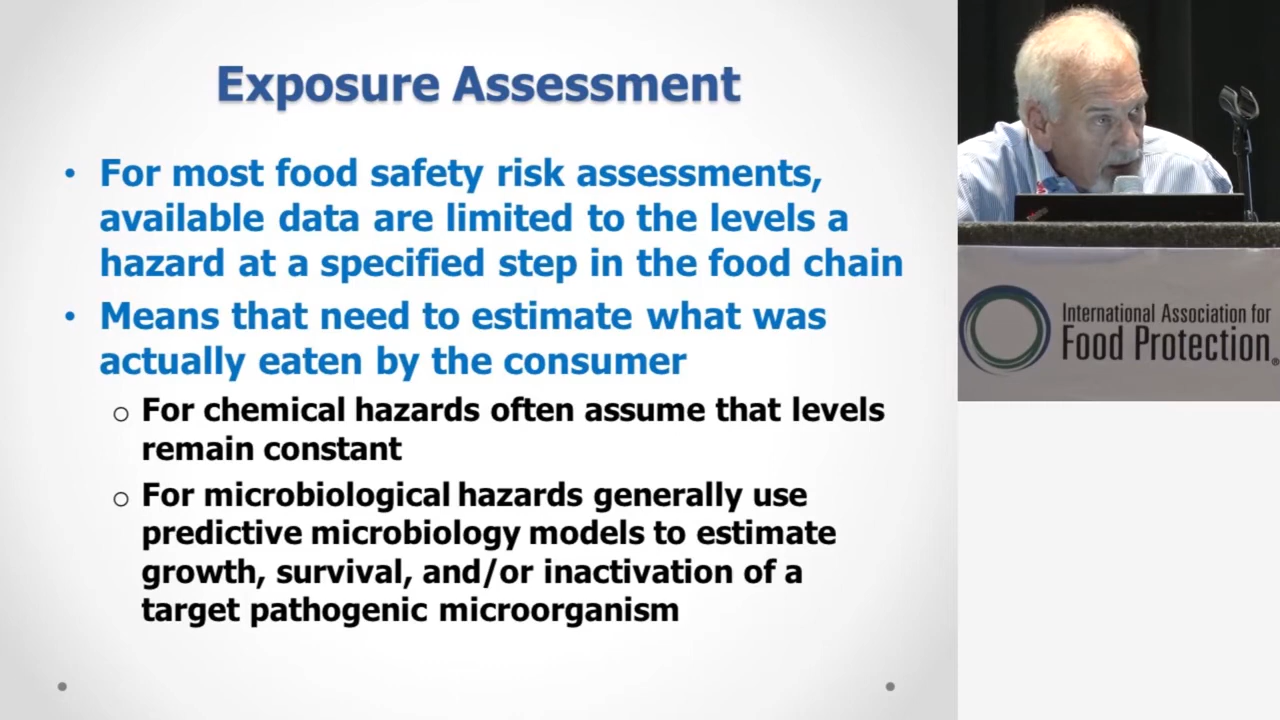 Exposure Assessment
• For most food safety risk assessments,
available data are limited to the levels a
hazard at a specified step in the food chain
• Means that need to estimate what was
actually eaten by the consumer
o For chemical hazards often assume that levels
remain constant
o For microbiological hazards generally use
predictive microbiology models to estimate
growth, survival, and/or inactivation of a
target pathogenic microorganism
International Association for
Food Protection®